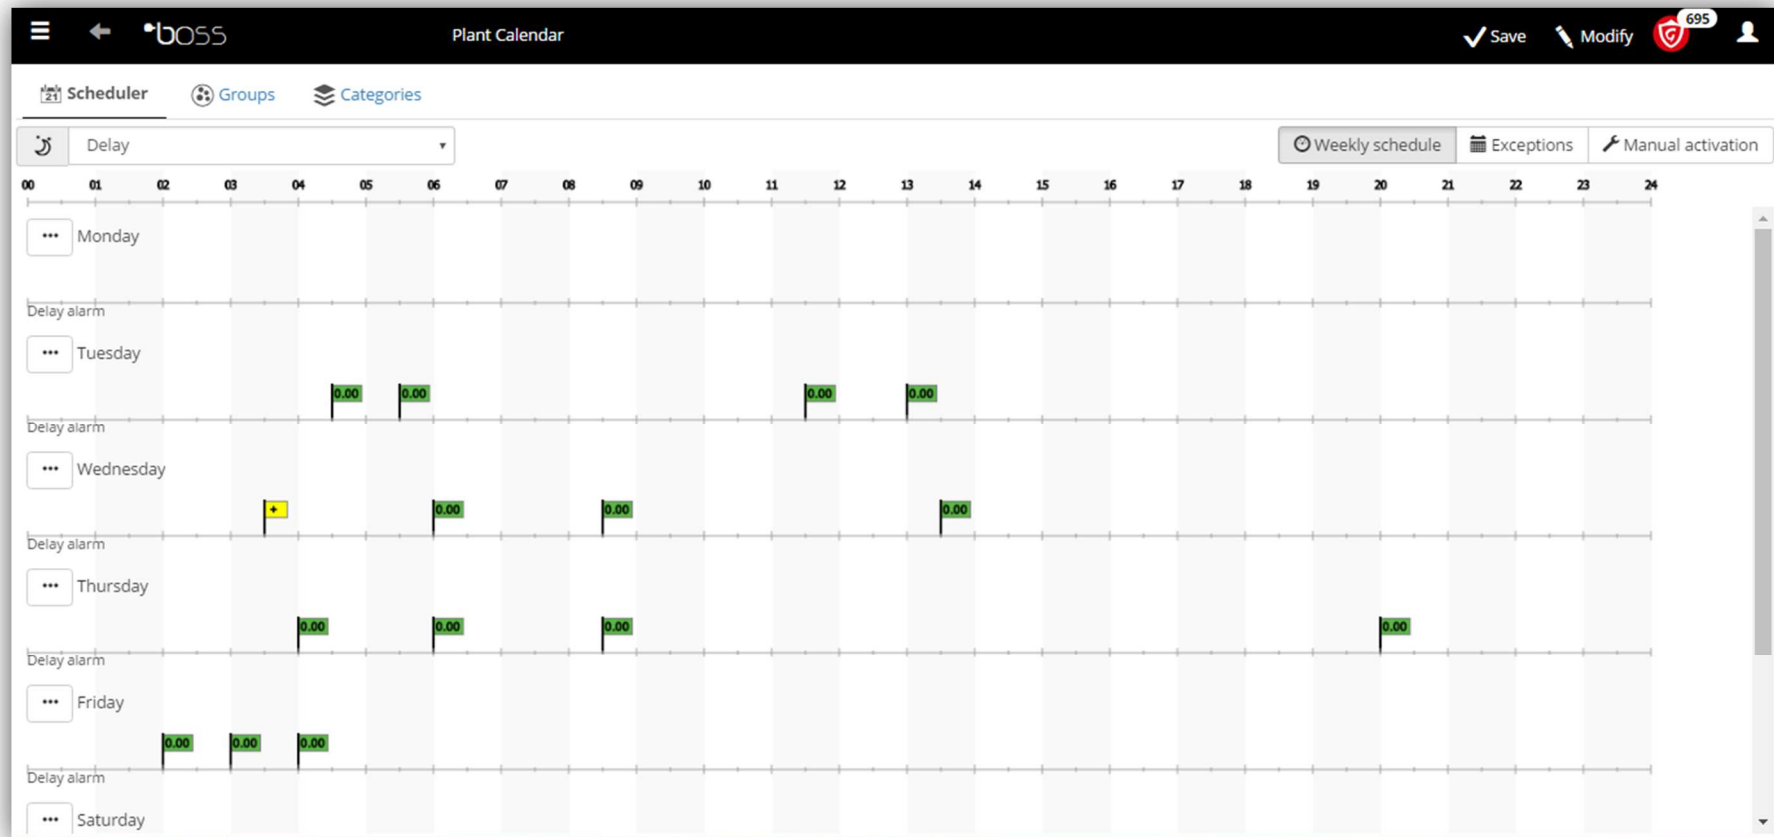 boss Plant Calendar Save Modify 695
21 Scheduler Groups Categories
Delay Weekly schedule Exceptions Manual activation
00 01 02 03 04 05 06 07 08 09 10 11 12 13 14 15 16 17 18 19 20 21 22 23 24
... Monday
Delay alarm
... Tuesday
0.00 0.00 0.00 0.00
Delay alarm
... Wednesday
+ 0.00 0.00 0.00
Delay alarm
... Thursday
0.00 0.00 0.00 0.00
Delay alarm
... Friday
0.00 0.00 0.00
Delay alarm
... Saturday